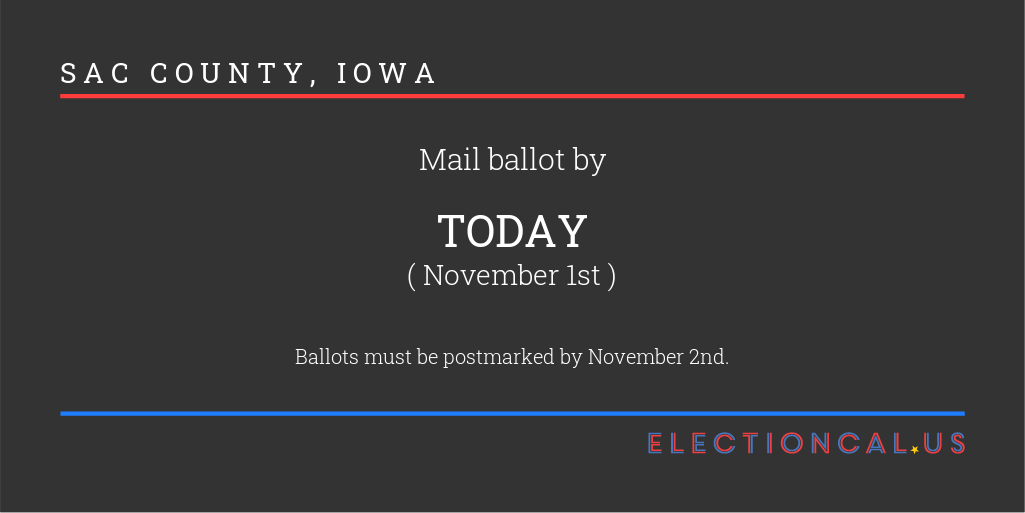 SAC COUNTY, IOWA
Mail ballot by
TODAY
( November 1st )
Ballots must be postmarked by November 2nd.
ELECTIONCAL.US